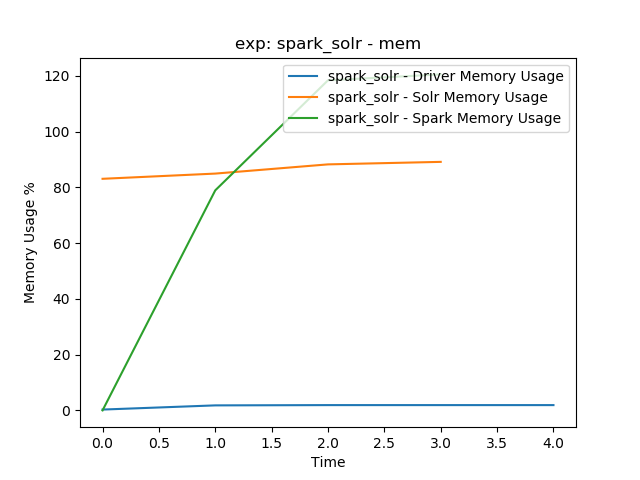 exp: spark_solr - mem
spark_solr - Driver Memory Usage
spark_solr - Solr Memory Usage
spark_solr - Spark Memory Usage
Memory Usage %
120
100
80
60
40
20
0
0.0 0.5 1.0 1.5 2.0 2.5 3.0 3.5 4.0
Time